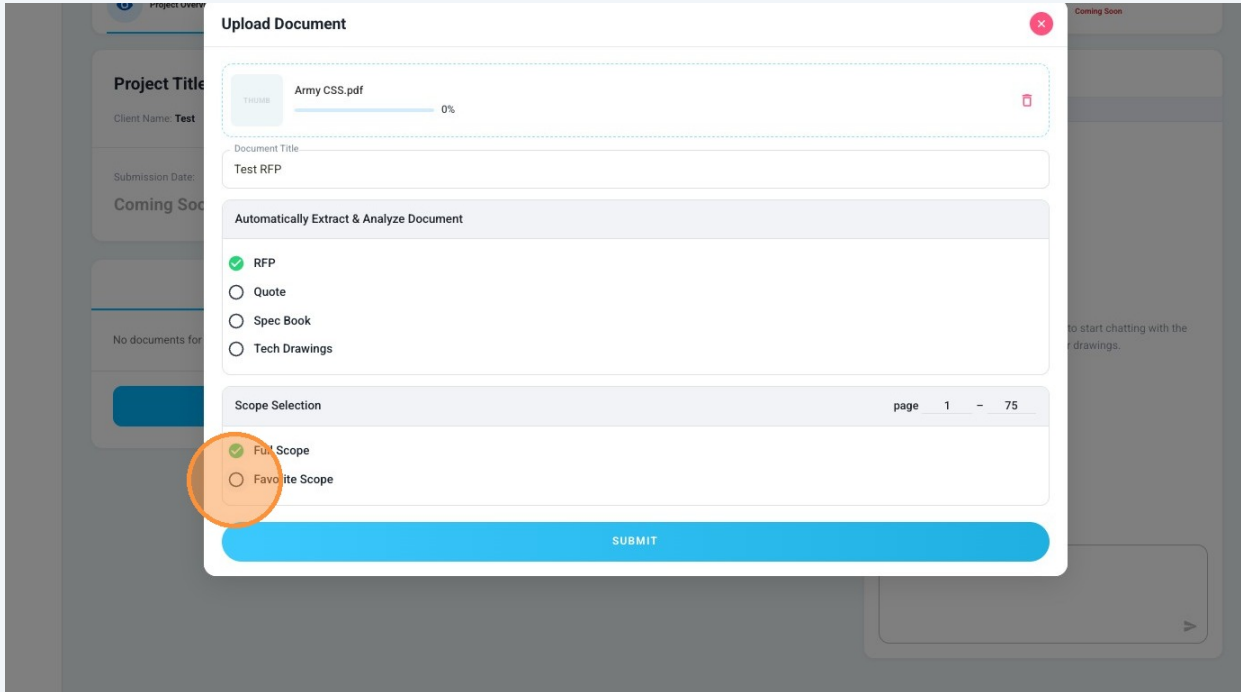 Project Overv
Upload Document
Coming Soon
Project Title
Client Name: Test
Submission Date:
Coming Soo
No documents for
THUMB
Army CSS.pdf
0%
Document Title
Test RFP
Automatically Extract & Analyze Document
RFP
Quote
Spec Book
Tech Drawings
Scope Selection
page 1 – 75
Full Scope
Favorite Scope
SUBMIT
to start chatting with the
r drawings.